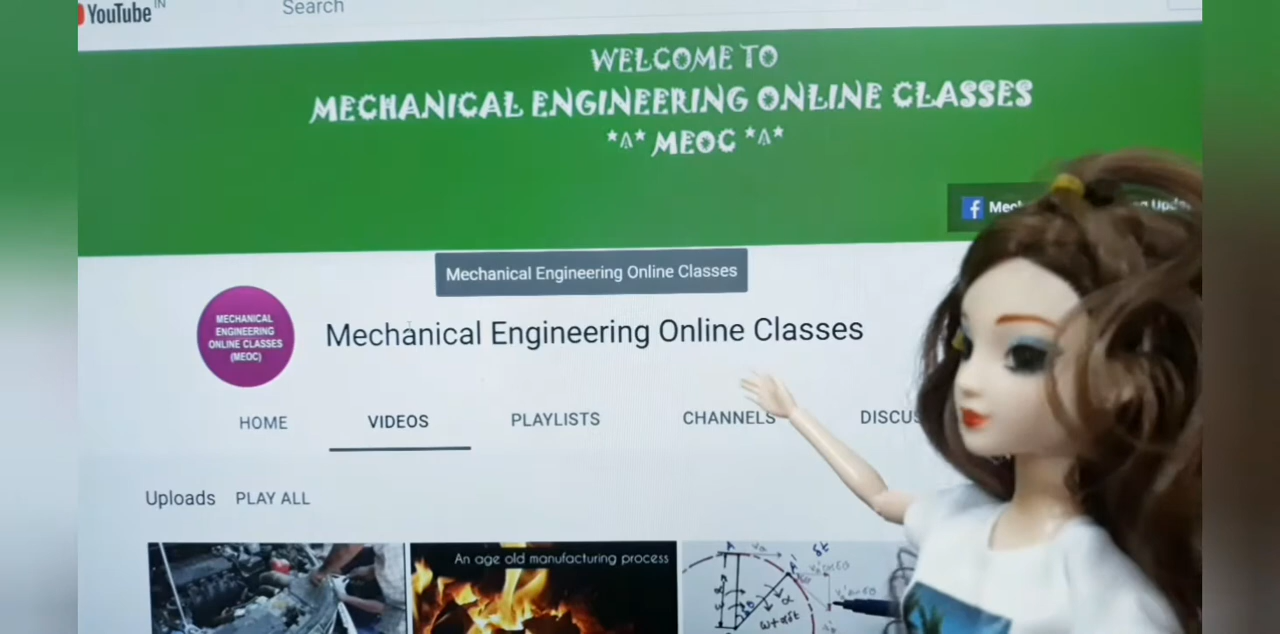 YouTube IN
Search
WELCOME TO
MECHANICAL ENGINEERING ONLINE CLASSES
*A* MEOC *A*
Mechanical Engineering Online Classes
MECHANICAL
ENGINEERING
ONLINE CLASSES
(MEOC)
Mechanical Engineering Online Classes
HOME VIDEOS PLAYLISTS CHANNELS
Uploads PLAY ALL
An age old manufacturing process